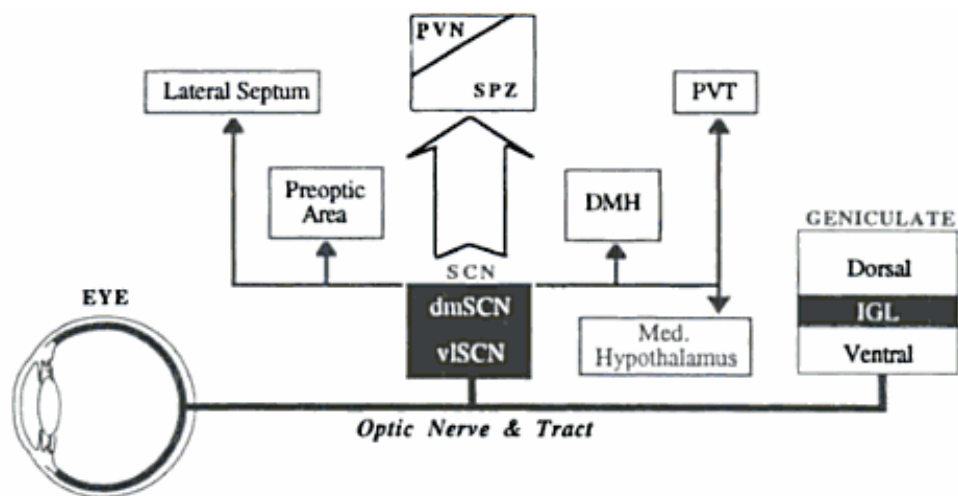 PVN
SPZ
Lateral Septum
PVT
Preoptic
Area
DMH
GENICULATE
Dorsal
IGL
Ventral
SCN
dmSCN
vlSCN
EYE
Med.
Hypothalamus
Optic Nerve & Tract